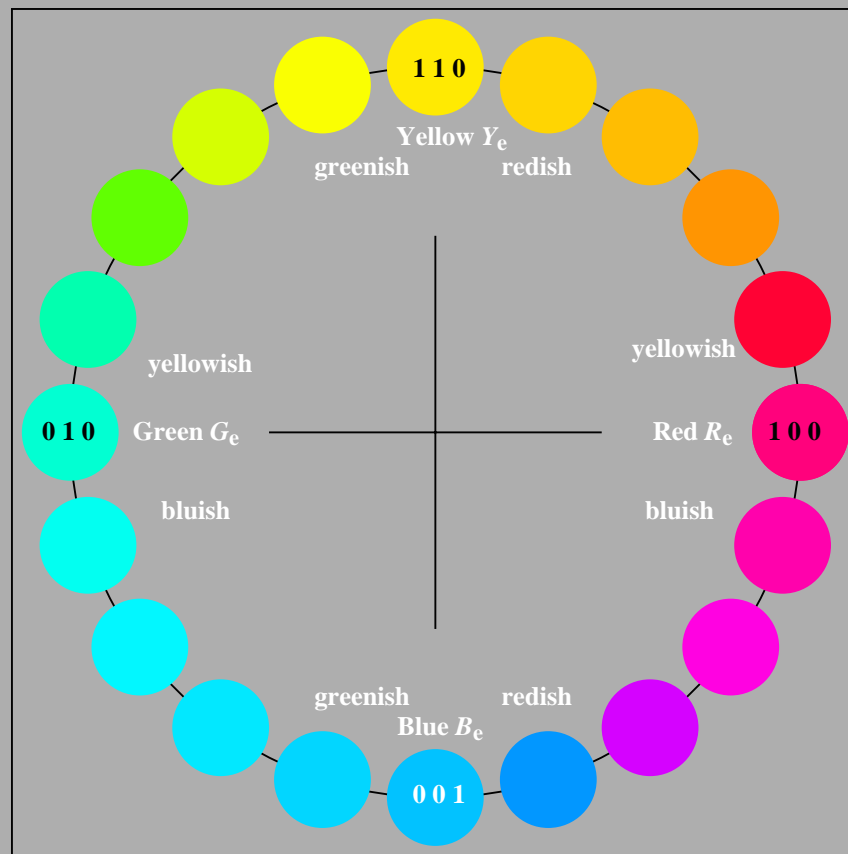 1 1 0
Yellow Ye
greenish redish
yellowish yellowish
0 1 0 Green Ge Red Re 1 0 0
bluish bluish
greenish redish
Blue Be
0 0 1